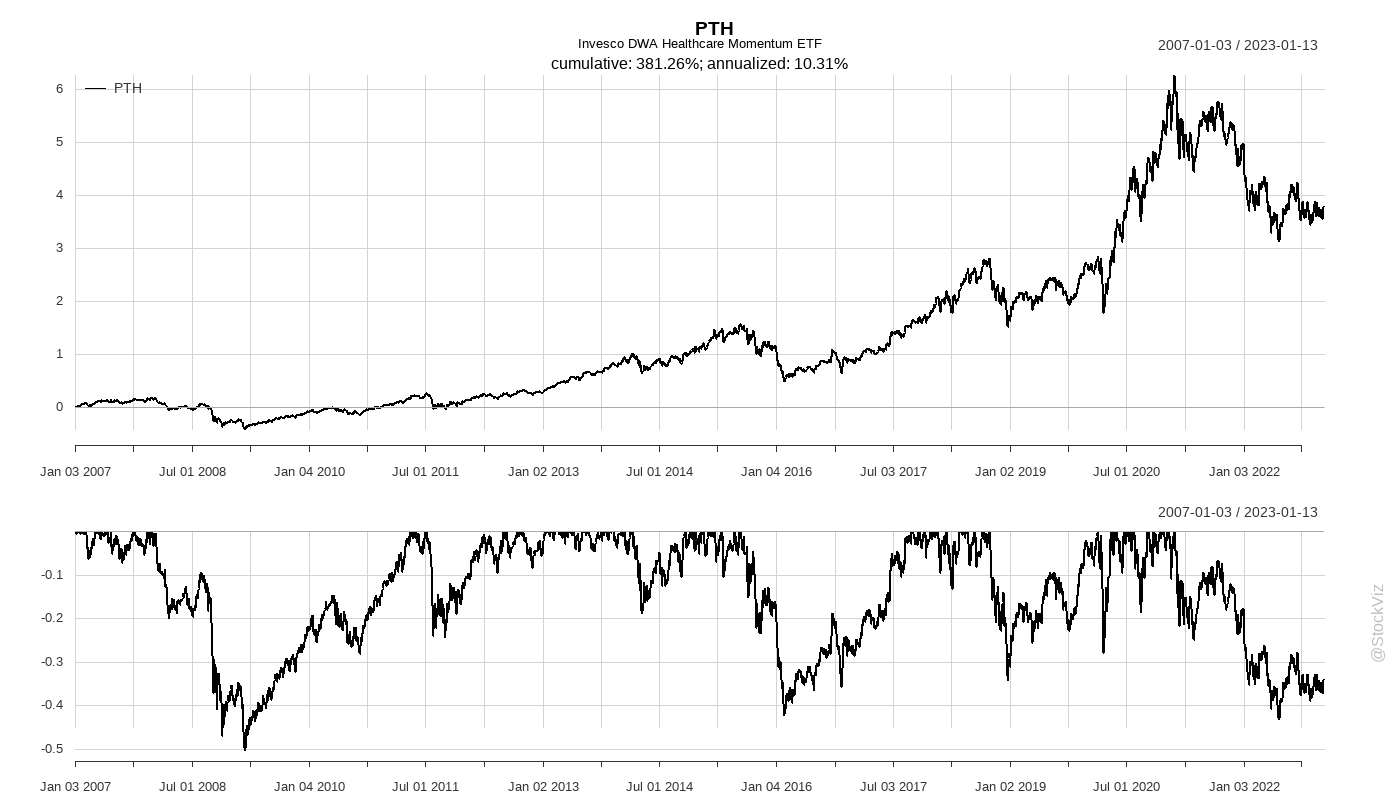 PTH
Invesco DWA Healthcare Momentum ETF
cumulative: 381.26%; annualized: 10.31%
2007-01-03 / 2023-01-13
PTH
6
5
4
3
2
1
0
Jan 03 2007 Jul 01 2008 Jan 04 2010 Jul 01 2011 Jan 02 2013 Jul 01 2014 Jan 04 2016 Jul 03 2017 Jan 02 2019 Jul 01 2020 Jan 03 2022
2007-01-03 / 2023-01-13
-0.1
-0.2
-0.3
-0.4
-0.5
Jan 03 2007 Jul 01 2008 Jan 04 2010 Jul 01 2011 Jan 02 2013 Jul 01 2014 Jan 04 2016 Jul 03 2017 Jan 02 2019 Jul 01 2020 Jan 03 2022
@StockViz